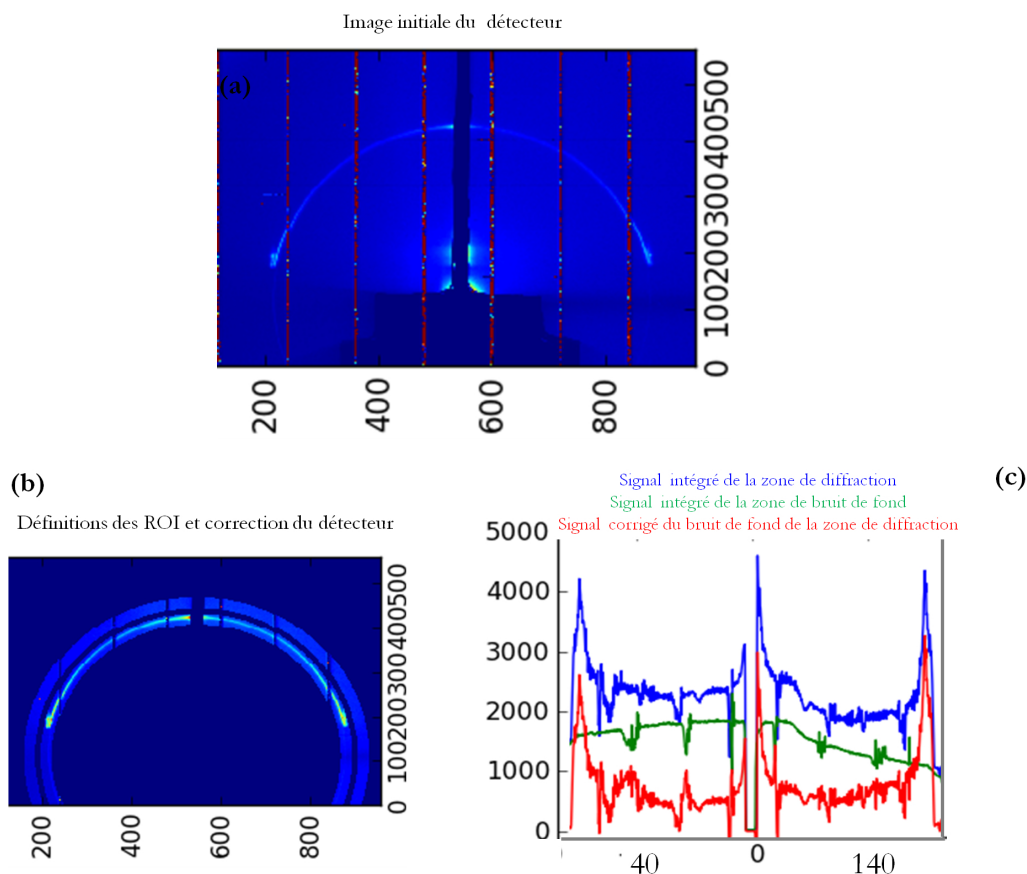 Image initiale du détecteur
(a)
0 100 200 300 400 500
200 400 600 800
(b)
(c)
Définitions des ROI et correction du détecteur
0 100 200 300 400 500
200 400 600 800
Signal intégré de la zone de diffraction
Signal intégré de la zone de bruit de fond
Signal corrigé du bruit de fond de la zone de diffraction
5000
4000
3000
2000
1000
0
40 0 140